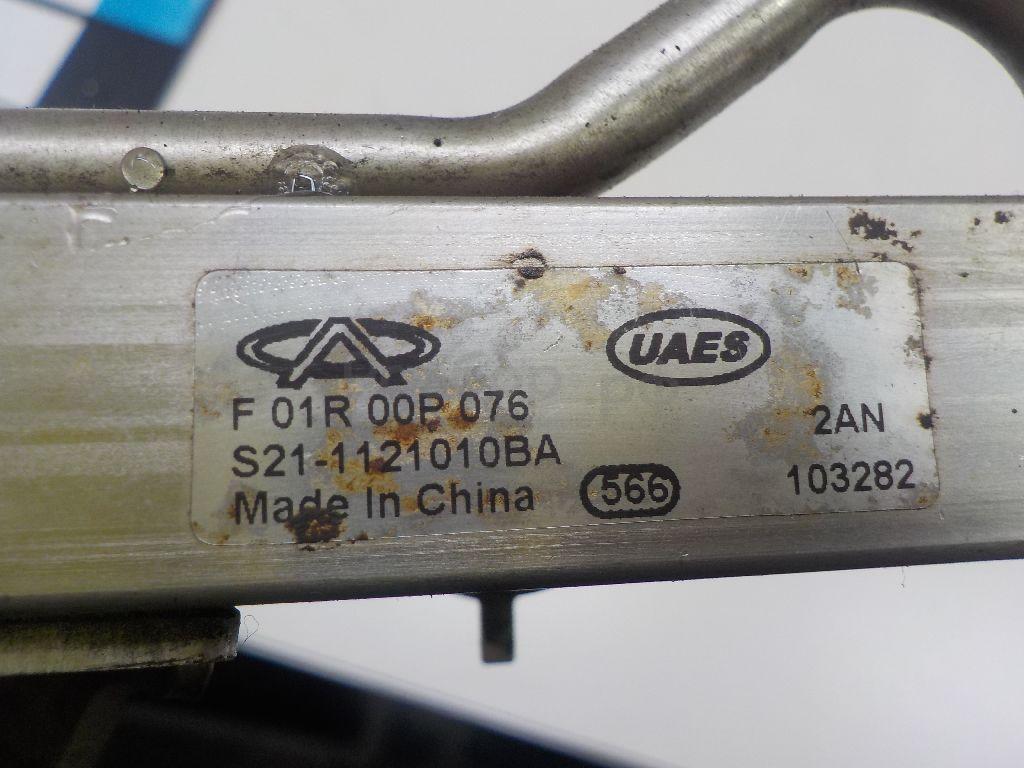 UAES
F 01R 00P 076
2AN
S21-1121010BA
Made In China
566
103282